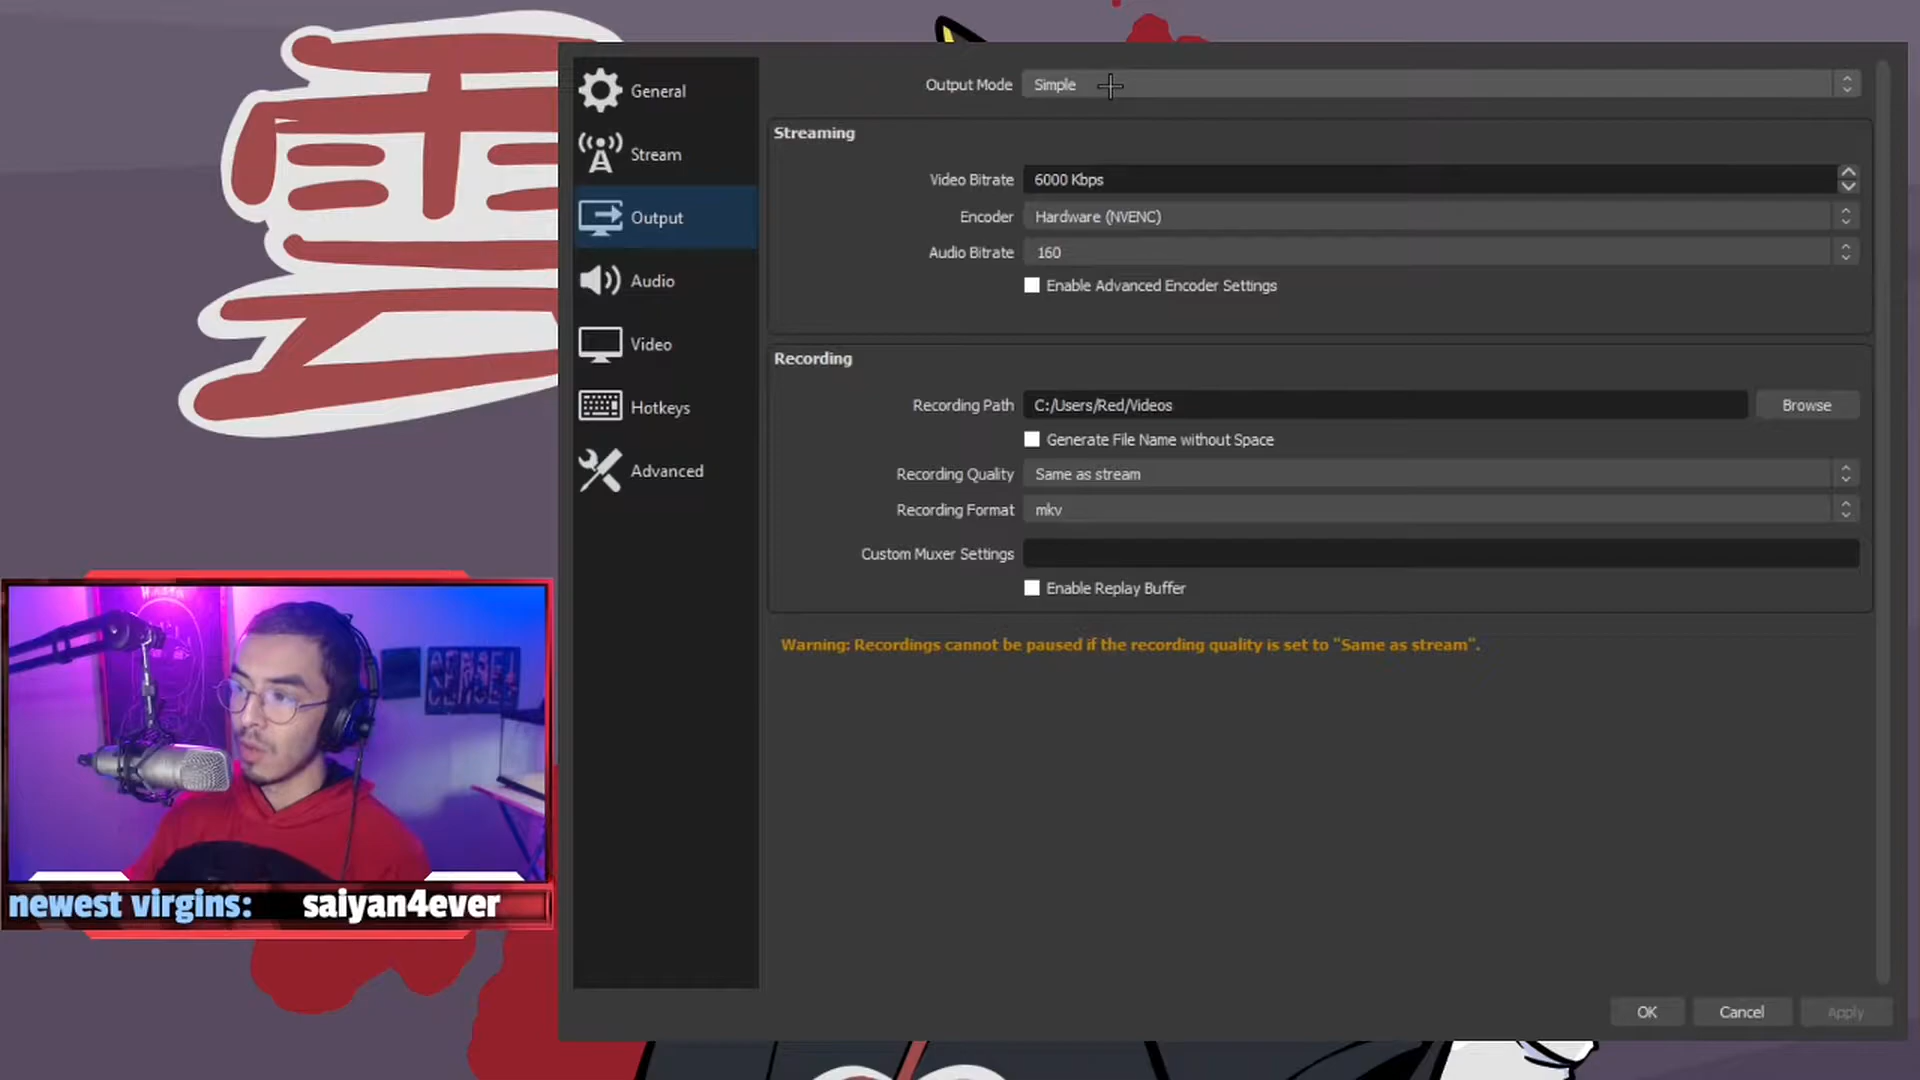 General
Stream
Output
Audio
Video
Hotkeys
Advanced
Output Mode Simple
Streaming
Video Bitrate 6000 Kbps
Encoder Hardware (NVENC)
Audio Bitrate 160
Enable Advanced Encoder Settings
Recording
Recording Path C:/Users/Red/Videos Browse
Generate File Name without Space
Recording Quality Same as stream
Recording Format mkv
Custom Muxer Settings
Enable Replay Buffer
Warning: Recordings cannot be paused if the recording quality is set to "Same as stream".
OK Cancel Apply
newest virgins: saiyan4ever